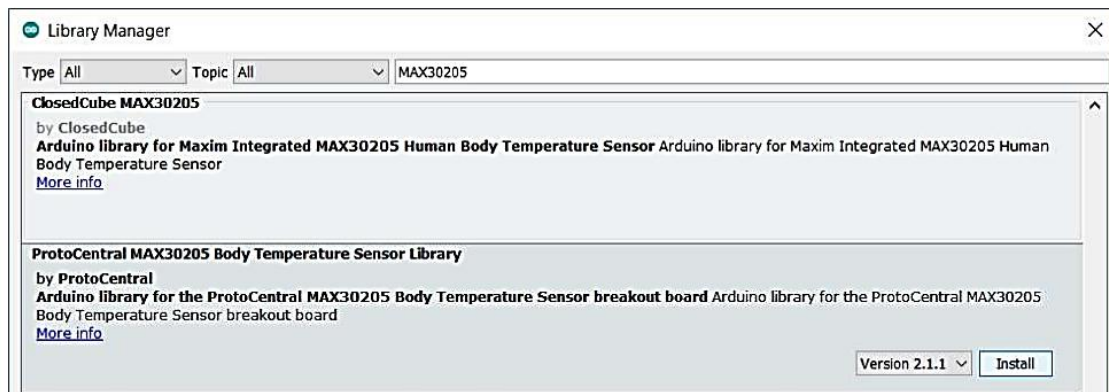 Library Manager
Type All Topic All MAX30205
ClosedCube MAX30205
by ClosedCube
Arduino library for Maxim Integrated MAX30205 Human Body Temperature Sensor Arduino library for Maxim Integrated MAX30205 Human
Body Temperature Sensor
More info
ProtoCentral MAX30205 Body Temperature Sensor Library
by ProtoCentral
Arduino library for the ProtoCentral MAX30205 Body Temperature Sensor breakout board Arduino library for the ProtoCentral MAX30205
Body Temperature Sensor breakout board
More info
Version 2.1.1 Install